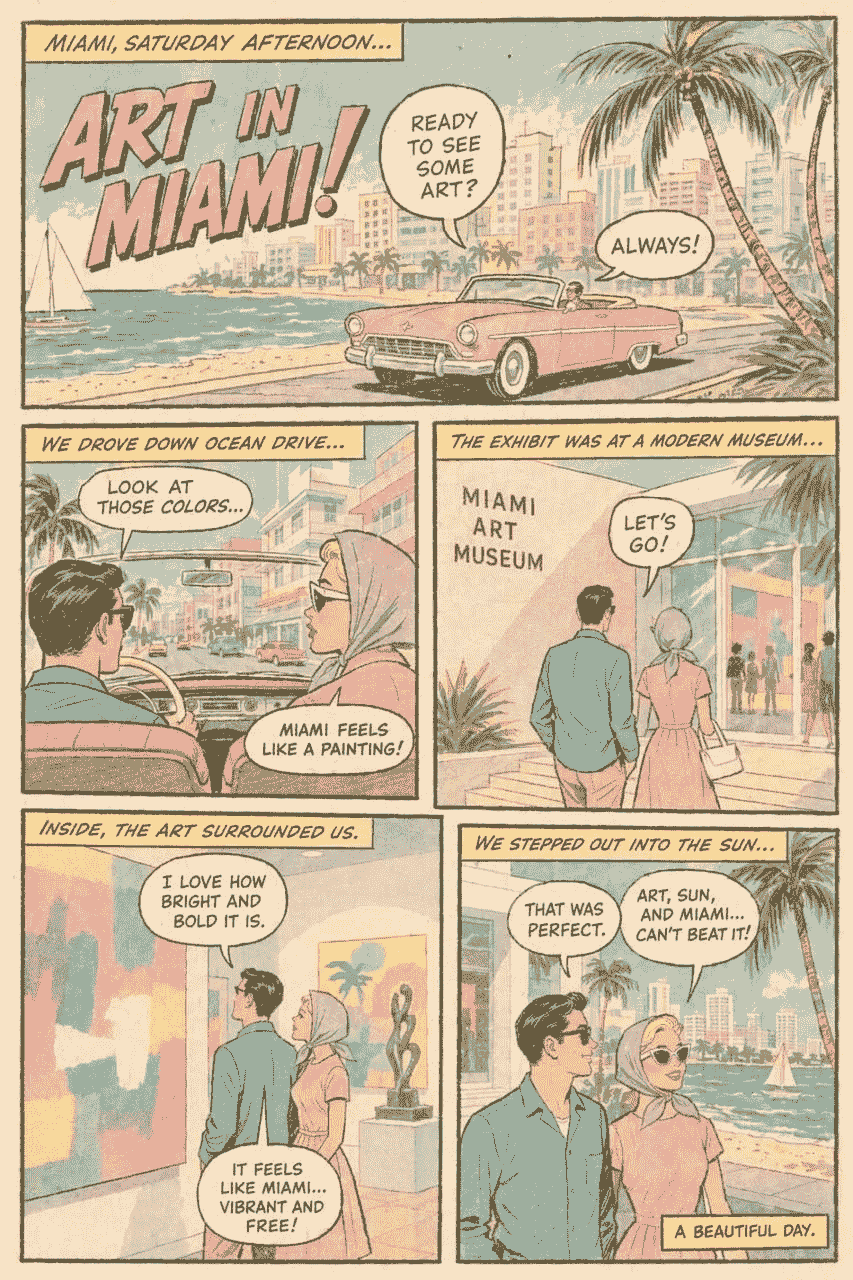 MIAMI, SATURDAY AFTERNOON...
ART IN
MIAMI!
READY
TO SEE
SOME
ART?
ALWAYS!
WE DROVE DOWN OCEAN DRIVE...
LOOK AT
THOSE COLORS...
MIAMI FEELS
LIKE A PAINTING!
THE EXHIBIT WAS AT A MODERN MUSEUM...
MIAMI
ART
MUSEUM
LET'S
GO!
INSIDE, THE ART SURROUNDED US.
I LOVE HOW
BRIGHT AND
BOLD IT IS.
IT FEELS
LIKE MIAMI...
VIBRANT AND
FREE!
WE STEPPED OUT INTO THE SUN...
THAT WAS
PERFECT.
ART, SUN,
AND MIAMI...
CAN'T BEAT IT!
A BEAUTIFUL DAY.